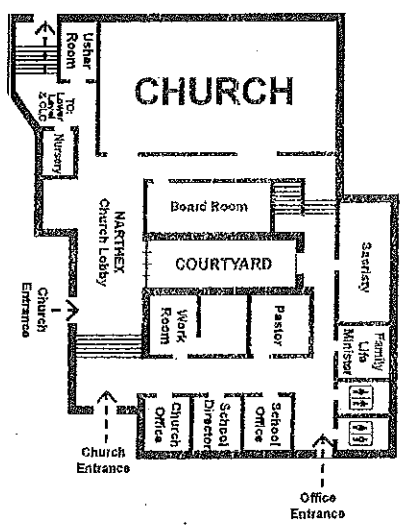 Usher
Room
CHURCH
TO:
Lower
Level
& CLC
Nursery
NARTHEX
Church Lobby
Board Room
COURTYARD
Sacristy
Church
Entrance
Work
Room
Pastor
Family
Life
Minister
Church
Office
School
Director
School
Office
Church
Entrance
Office
Entrance